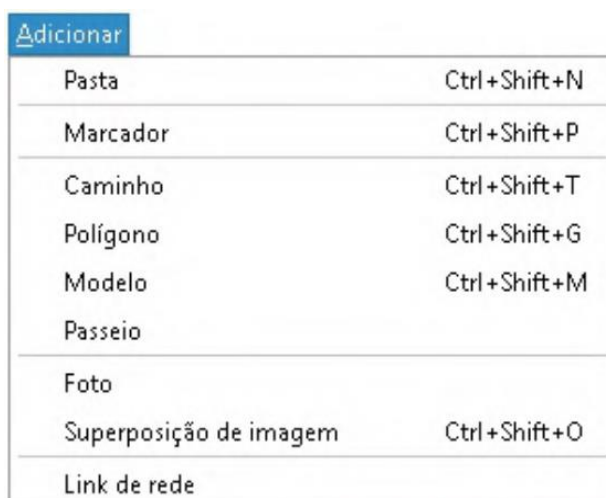 Adicionar
Pasta Ctrl+Shift+N
Marcador Ctrl+Shift+P
Caminho Ctrl+Shift+T
Polígono Ctrl+Shift+G
Modelo Ctrl+Shift+M
Passeio
Foto
Superposição de imagem Ctrl+Shift+O
Link de rede